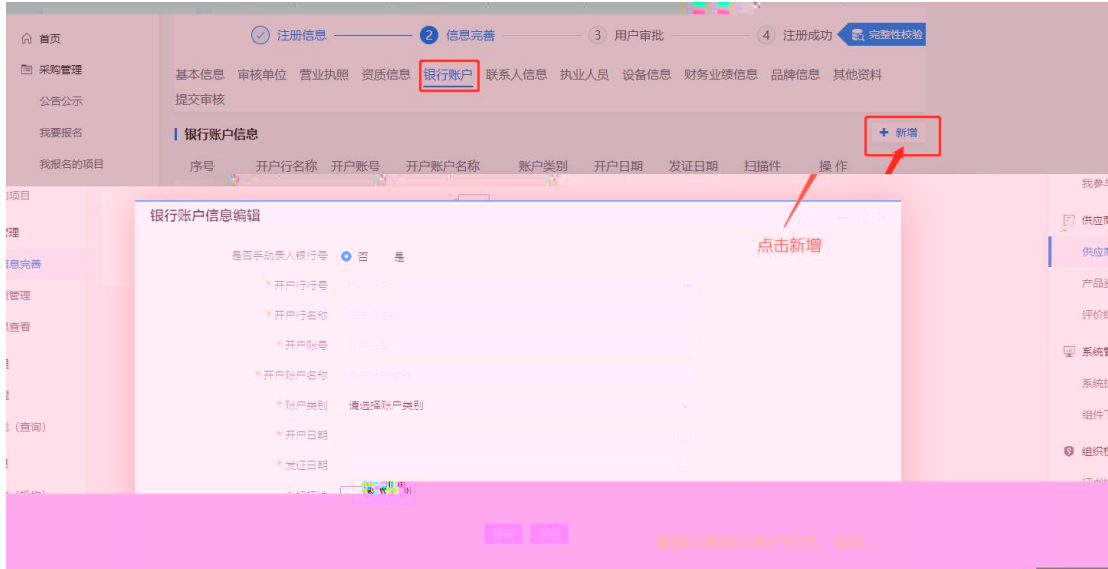 首页
采购管理
公告公示
我要报名
我报名的项目
注册信息 2 信息完善 3 用户审批 4 注册成功 完整性校验
基本信息 审核单位 营业执照 资质信息 银行账户 联系人信息 执业人员 设备信息 财务业绩信息 品牌信息 其他资料
提交审核
银行账户信息
+ 新增
序号 开户行名称 开户账号 开户账户名称 账户类别 开户日期 发证日期 扫描件 操作
点击新增
项目
理
息完善
管理
查看
(查询)
银行账户信息编辑
是否手动录入银行号 否 是
*开户行行号
*开户行名称
*开户账号
*开户账户名称
*账户类别 请选择账户类别
*开户日期
*发证日期
我参与
供应商
供应商
评价
系统管
系统
组件下
组织